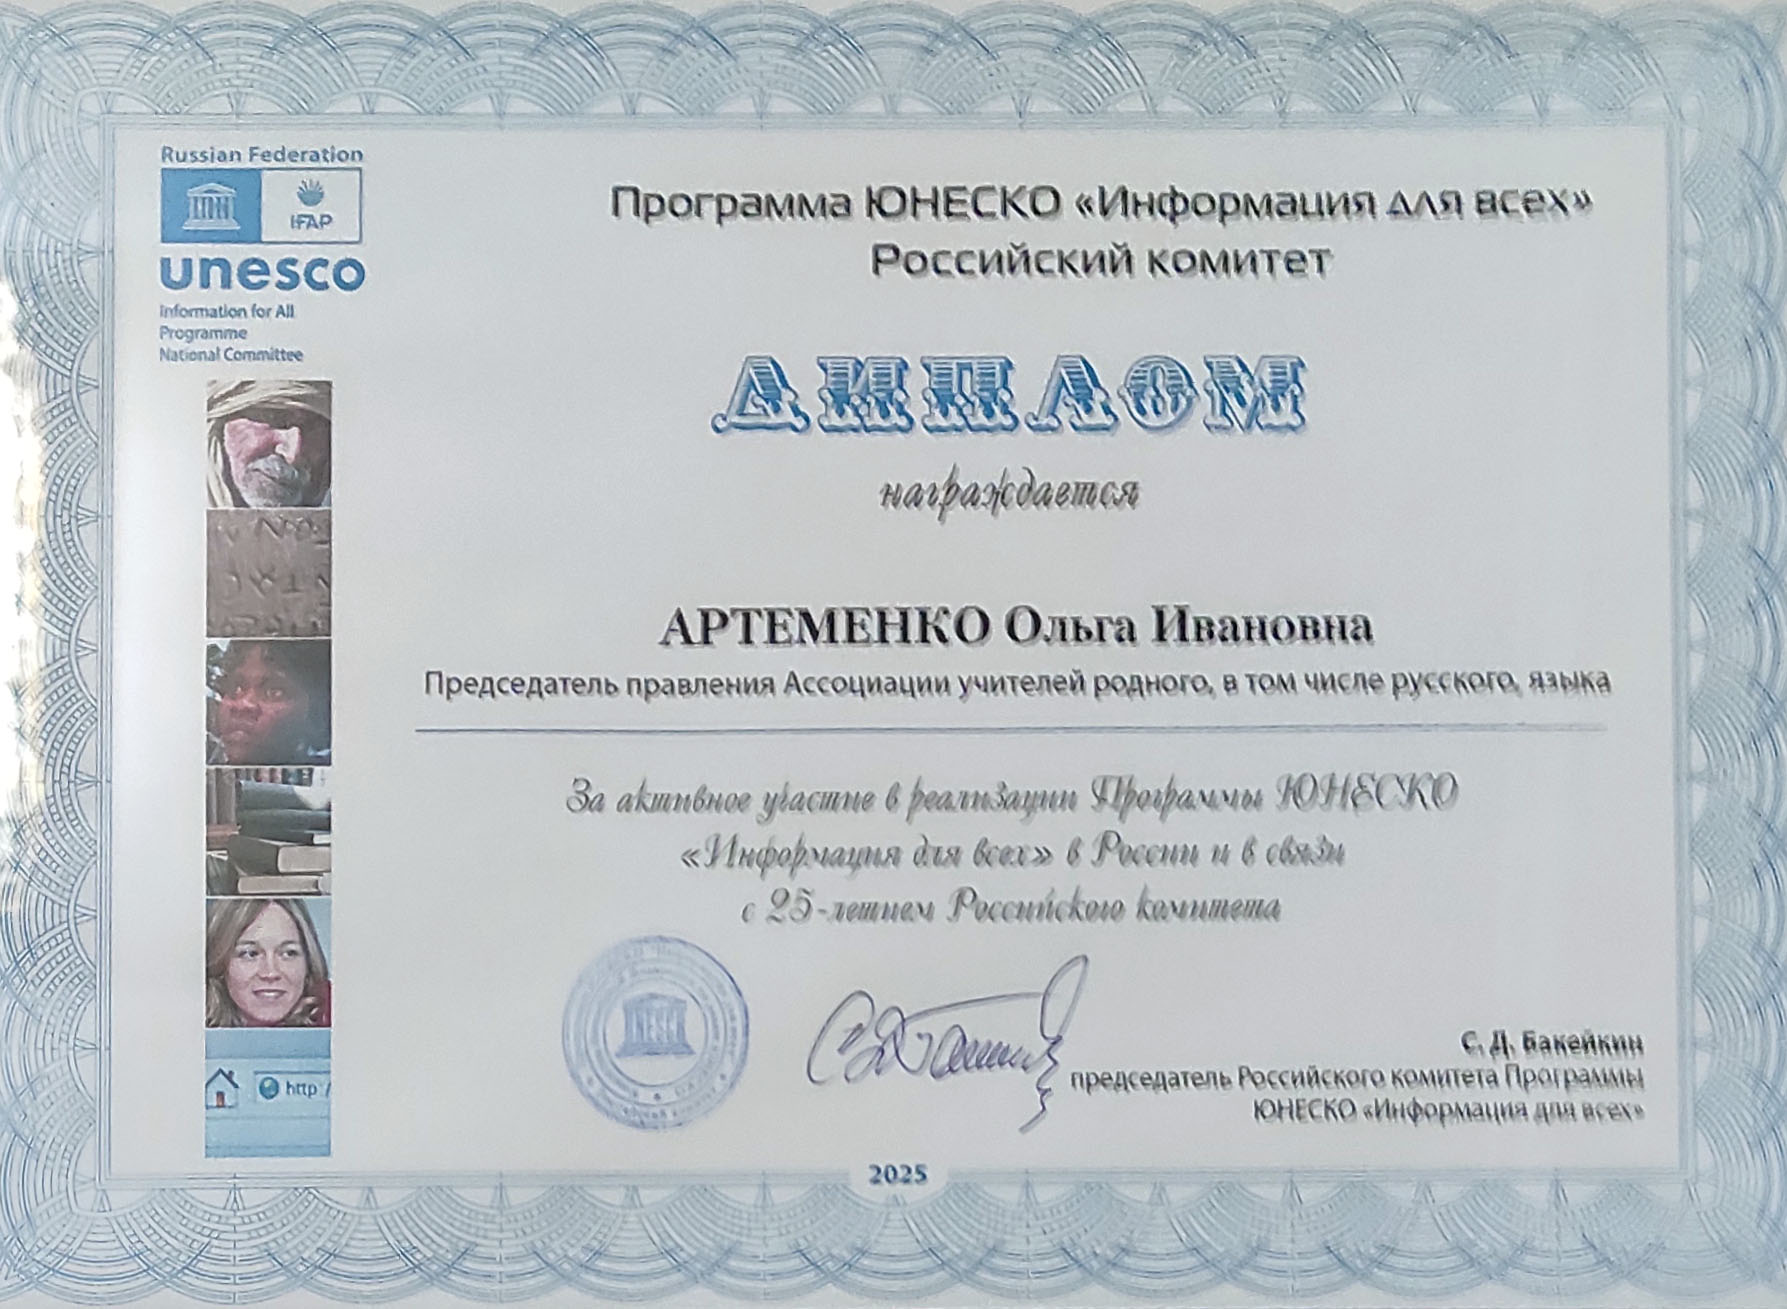 Russian Federation
IFAP
unesco
Information for All
Programme
National Committee
Программа ЮНЕСКО «Информация для всех»
Российский комитет
ДИПЛОМ
награждается
АРТЕМЕНКО Ольга Ивановна
Председатель правления Ассоциации учителей родного, в том числе русского, языка
За активное участие в реализации Программы ЮНЕСКО
«Информация для всех» в России и в связи
с 25-летием Российского комитета
UNESCO
С. Д. Бакейкин
председатель Российского комитета Программы
ЮНЕСКО «Информация для всех»
http:/
2025